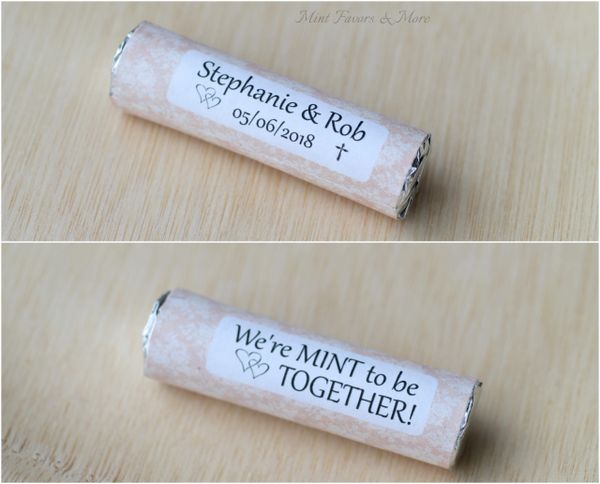 Mint Favors & More
Stephanie & Rob
05/06/2018
We're MINT to be
TOGETHER!